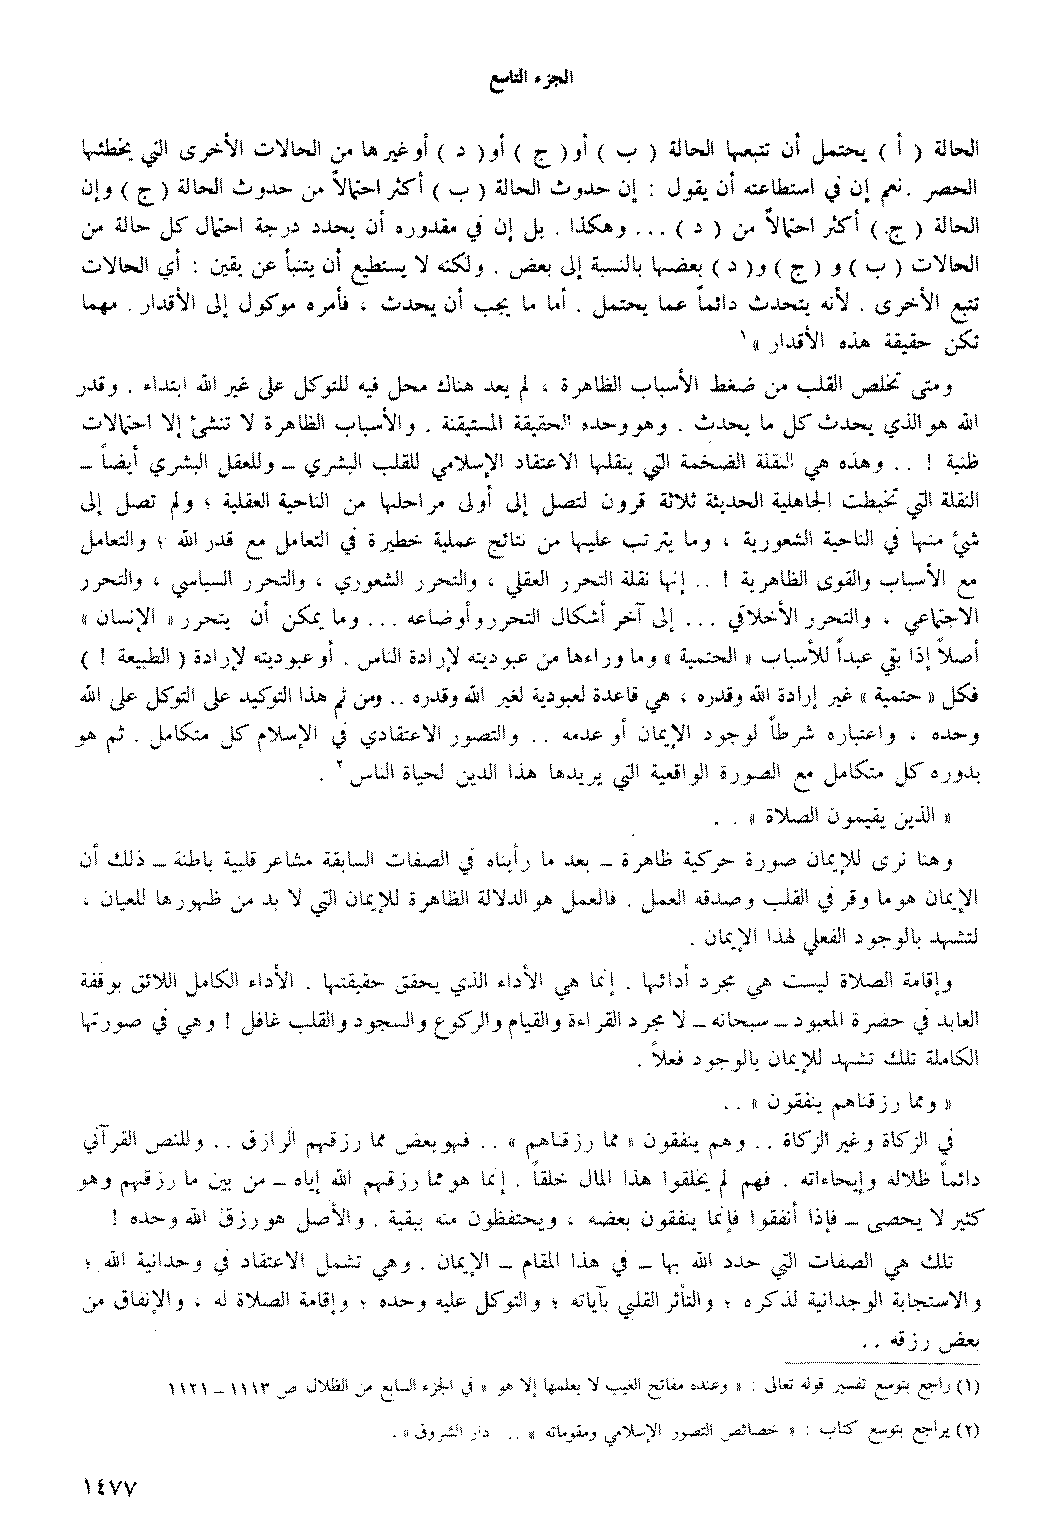 الجزء التاسع
الحالة ( أ ) يحتمل أن تتبعها الحالة ( ب ) أو( ج ) أو( د ) أو غيرها من الحالات الأخرى التي يخطئها
الحصر . نعم إن في استطاعته أن يقول : إن حدوث الحالة ( ب ) أكثر احتمالاً من حدوث الحالة ( ج ) وإن
الحالة ( ج ) أكثر احتمالاً من ( د ) ... وهكذا . بل إن في مقدوره أن يحدد درجة احتمال كل حالة من
الحالات ( ب ) و ( ج ) و( د ) بعضها بالنسبة إلى بعض . ولكنه لا يستطيع أن يتنبأ عن يقين : أي الحالات
تتبع الأخرى . لأنه يتحدث دائماً عما يحتمل . أما ما يجب أن يحدث ، فأمره موكول إلى الأقدار . مهما
تكن حقيقة هذه الأقدار » ١
ومتى تخلص القلب من ضغط الأسباب الظاهرة ، لم يعد هناك محل فيه للتوكل على غير الله ابتداء . وقدر
الله هو الذي يحدث كل ما يحدث . وهو وحده الحقيقة المستيقنة . والأسباب الظاهرة لا تنشئ إلا احتمالات
ظنية ! .. وهذه هي النقلة الضخمة التي ينقلها الاعتقاد الإسلامي للقلب البشري – وللعقل البشري أيضاً –
النقلة التي تخبطت الجاهلية الحديثة ثلاثة قرون لتصل إلى أولى مراحلها من الناحية العقلية ؛ ولم تصل إلى
شيء منها في الناحية الشعورية ، وما يترتب عليها من نتائج عملية خطيرة في التعامل مع قدر الله ؛ والتعامل
مع الأسباب والقوى الظاهرية ! .. إنها نقلة التحرر العقلي ، والتحرر الشعوري ، والتحرر السياسي ، والتحرر
الاجتماعي ، والتحرر الأخلاقي ... إلى آخر أشكال التحرر وأوضاعه ... وما يمكن أن يتحرر « الإنسان »
أصلاً إذا بقي عبداً للأسباب « الحتمية » وما وراءها من عبوديته لإرادة الناس . أو عبوديته لإرادة ( الطبيعة ! )
فكل « حتمية » غير إرادة الله وقدره ، هي قاعدة لعبودية لغير الله وقدره .. ومن ثم هذا التوكيد على التوكل على الله
وحده ، واعتباره شرطاً لوجود الإيمان أو عدمه .. والتصور الاعتقادي في الإسلام كل متكامل . ثم هو
بدوره كل متكامل مع الصورة الواقعية التي يريدها هذا الدين لحياة الناس ٢ .
« الذين يقيمون الصلاة » . .
وهنا نرى للإيمان صورة حركية ظاهرة – بعد ما رأيناه في الصفات السابقة مشاعر قلبية باطنة – ذلك أن
الإيمان هو ما وقر في القلب وصدقه العمل . فالعمل هو الدلالة الظاهرة للإيمان التي لا بد من ظهورها للعيان ،
لتشهد بالوجود الفعلي لهذا الإيمان .
وإقامة الصلاة ليست هي مجرد أدائها . إنما هي الأداء الذي يحقق حقيقتها . الأداء الكامل اللائق بوقفة
العابد في حضرة المعبود – سبحانه – لا مجرد القراءة والقيام والركوع والسجود والقلب غافل ! وهي في صورتها
الكاملة تلك تشهد للإيمان بالوجود فعلاً .
« ومما رزقناهم ينفقون » . .
في الزكاة وغير الزكاة .. وهم ينفقون « مما رزقناهم » .. فهو بعض مما رزقهم الرازق .. وللنص القرآني
دائماً ظلاله وإيحاءاته . فهم لم يخلقوا هذا المال خلقاً . إنما هو مما رزقهم الله إياه – من بين ما رزقهم وهو
كثير لا يحصى – فإذا أنفقوا فإنما ينفقون بعضه ، ويحتفظون منه ببقية . والأصل هو رزق الله وحده !
تلك هي الصفات التي حدد الله بها – في هذا المقام – الإيمان . وهي تشمل الاعتقاد في وحدانية الله ؛
والاستجابة الوجدانية لذكره ؛ والتأثر القلبي بآياته ؛ والتوكل عليه وحده ؛ وإقامة الصلاة له ، والإنفاق من
بعض رزقه . .
(١) راجع بتوسع تفسير قوله تعالى : « وعنده مفاتح الغيب لا يعلمها إلا هو » في الجزء السابع من الظلال ص ١١١٣ – ١١٢١
(٢) يراجع بتوسع كتاب : « خصائص التصور الإسلامي ومقوماته » .. دار الشروق » .
١٤٧٧